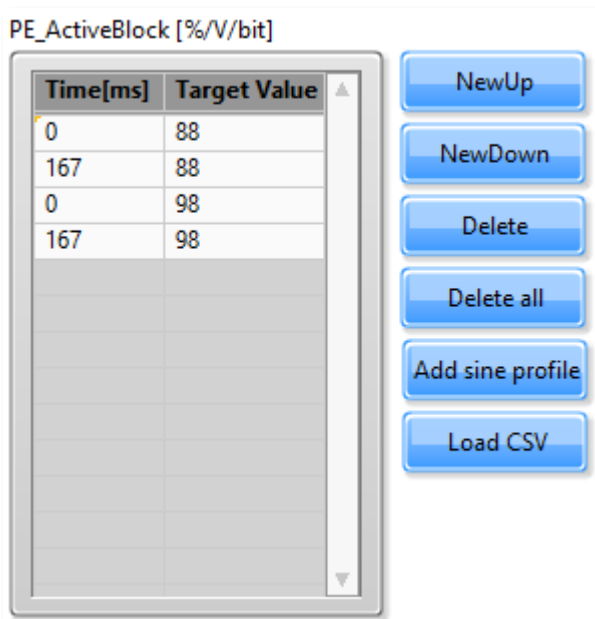 PE_ActiveBlock [%/V/bit]
Time[ms] Target Value
0 88
167 88
0 98
167 98
NewUp
NewDown
Delete
Delete all
Add sine profile
Load CSV